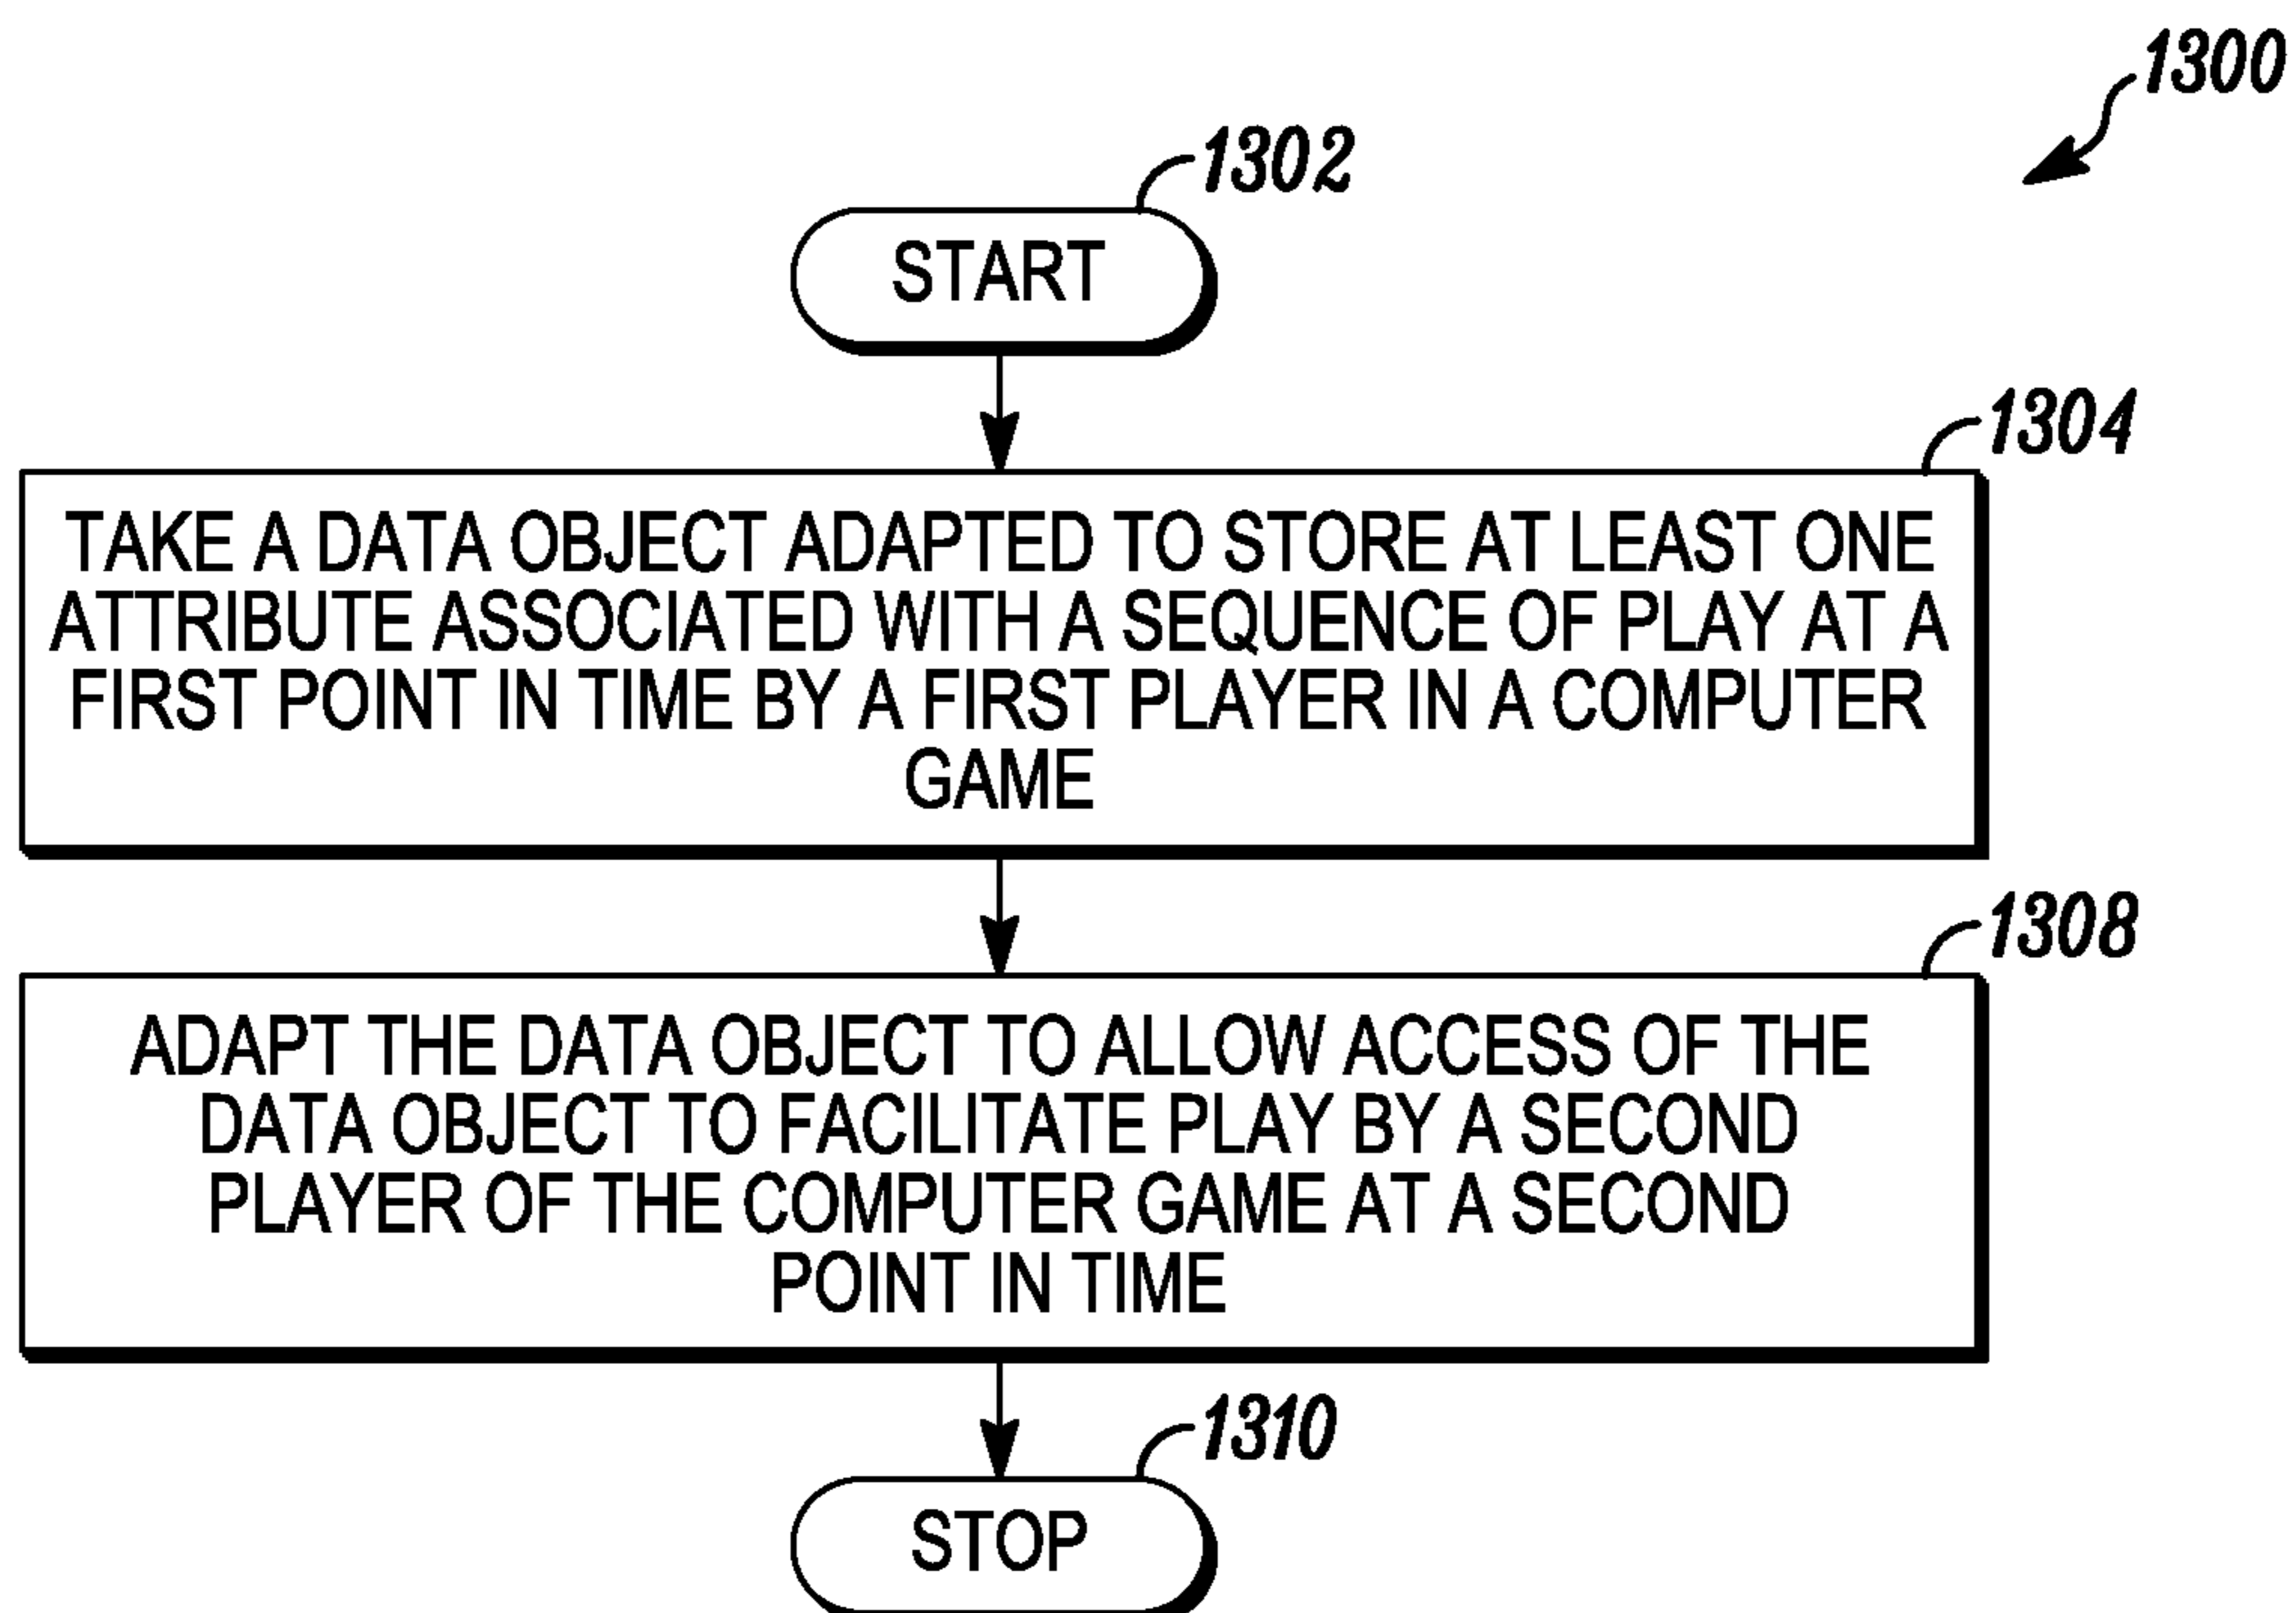 1300
1302
START
1304
TAKE A DATA OBJECT ADAPTED TO STORE AT LEAST ONE
ATTRIBUTE ASSOCIATED WITH A SEQUENCE OF PLAY AT A
FIRST POINT IN TIME BY A FIRST PLAYER IN A COMPUTER
GAME
1308
ADAPT THE DATA OBJECT TO ALLOW ACCESS OF THE
DATA OBJECT TO FACILITATE PLAY BY A SECOND
PLAYER OF THE COMPUTER GAME AT A SECOND
POINT IN TIME
1310
STOP